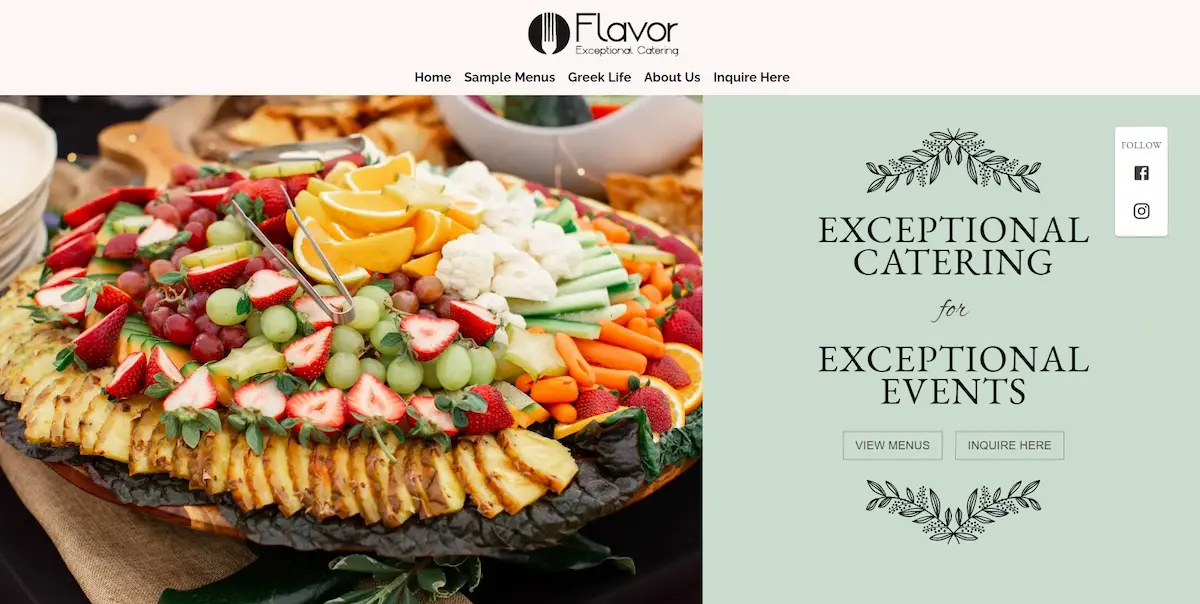 Flavor
Exceptional Catering
Home Sample Menus Greek Life About Us Inquire Here
FOLLOW
EXCEPTIONAL
CATERING
for
EXCEPTIONAL
EVENTS
VIEW MENUS INQUIRE HERE